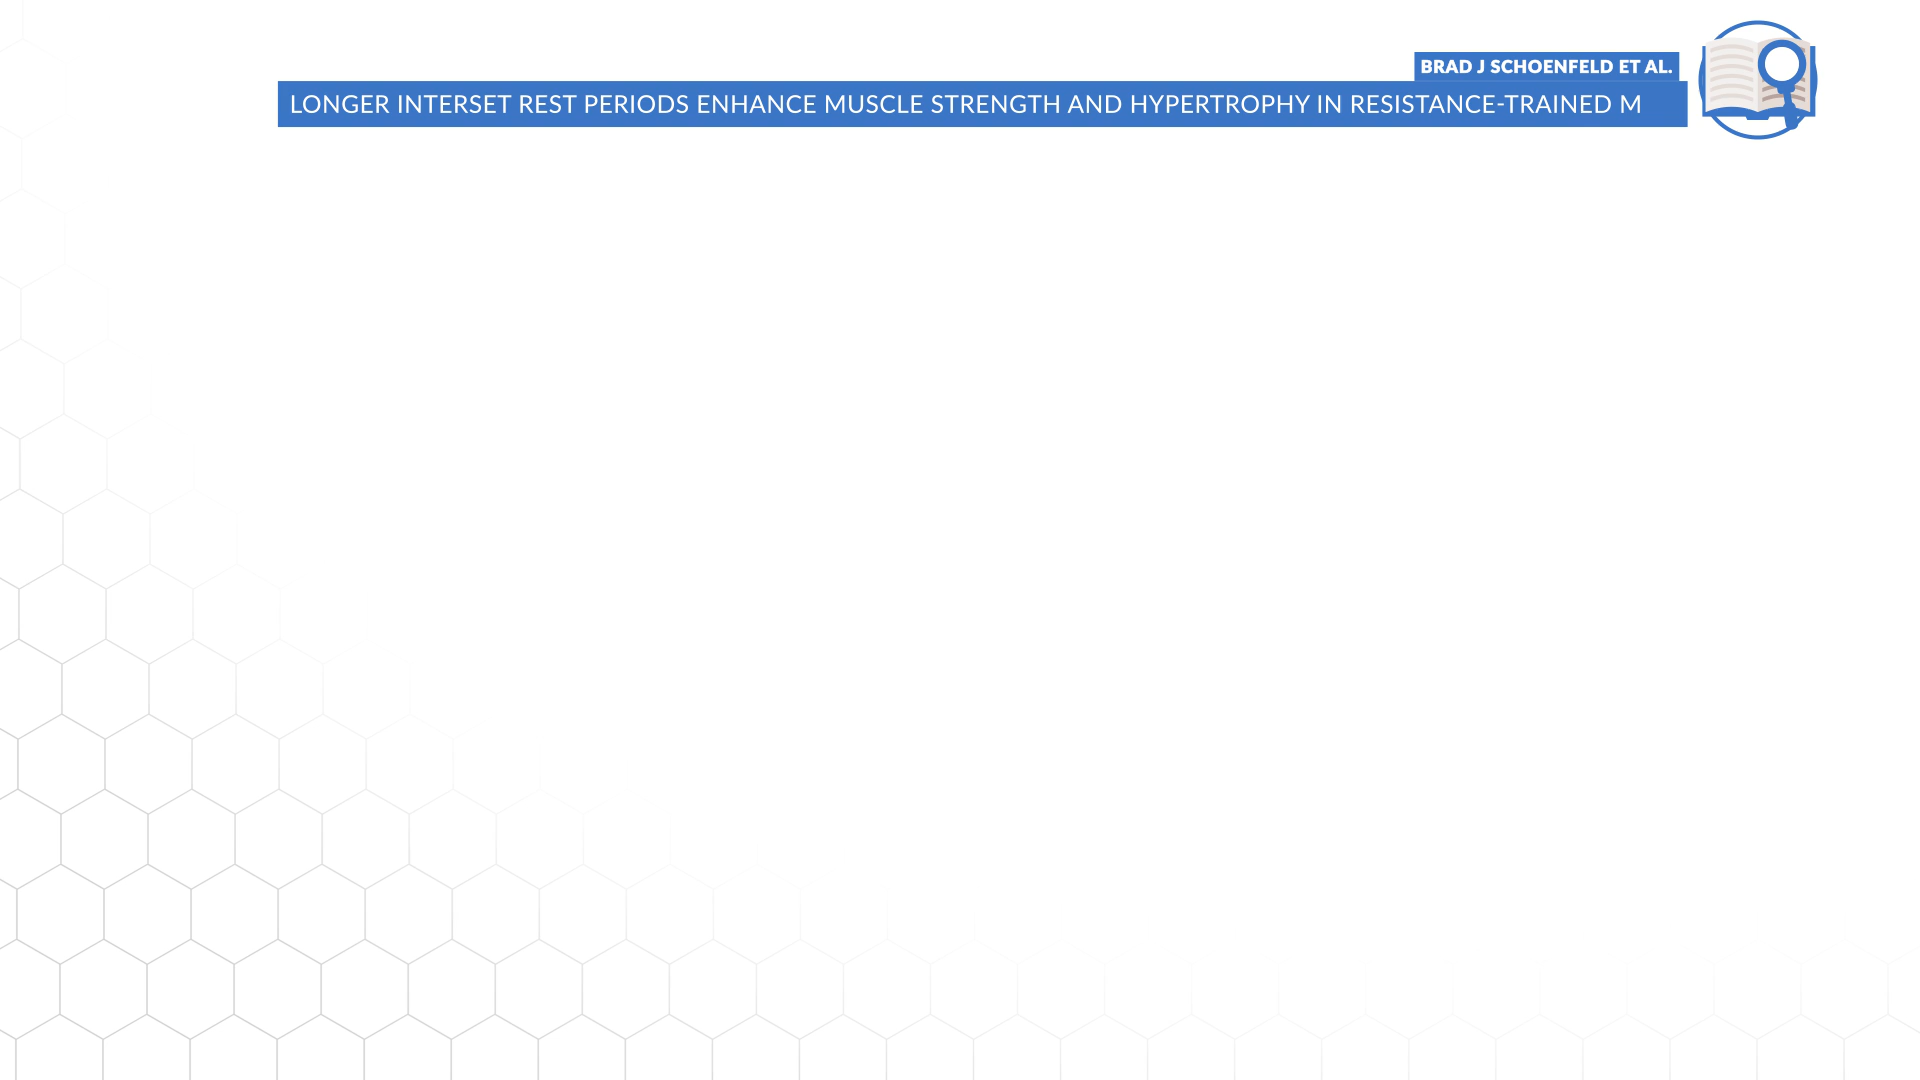 BRAD J SCHOENFELD ET AL.
LONGER INTERSET REST PERIODS ENHANCE MUSCLE STRENGTH AND HYPERTROPHY IN RESISTANCE-TRAINED M